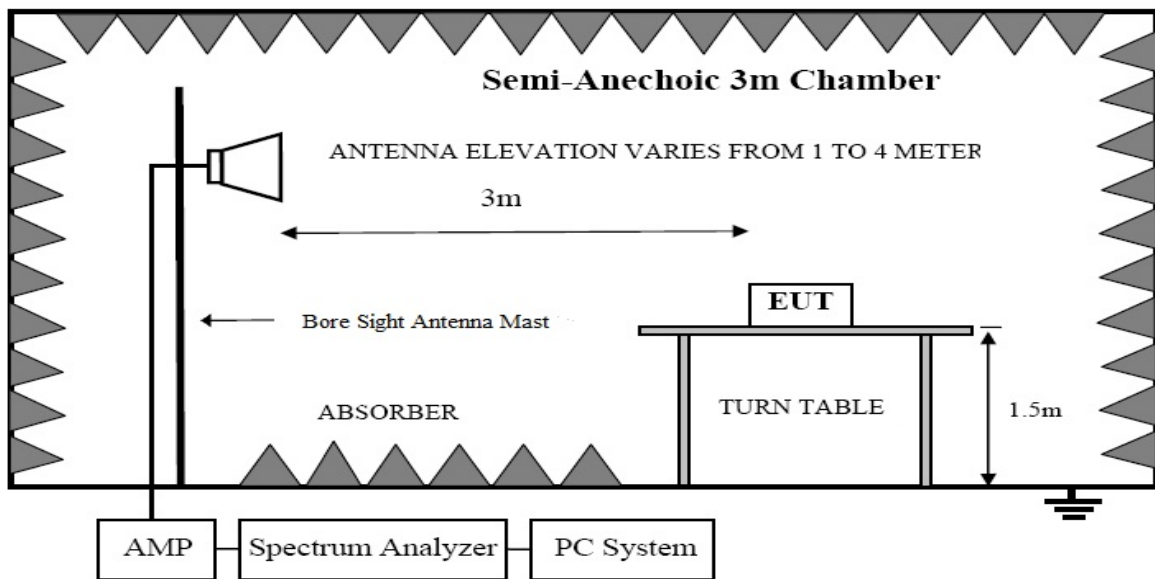 Semi-Anechoic 3m Chamber
ANTENNA ELEVATION VARIES FROM 1 TO 4 METER
3m
EUT
Bore Sight Antenna Mast
ABSORBER
TURN TABLE
1.5m
AMP
Spectrum Analyzer
PC System